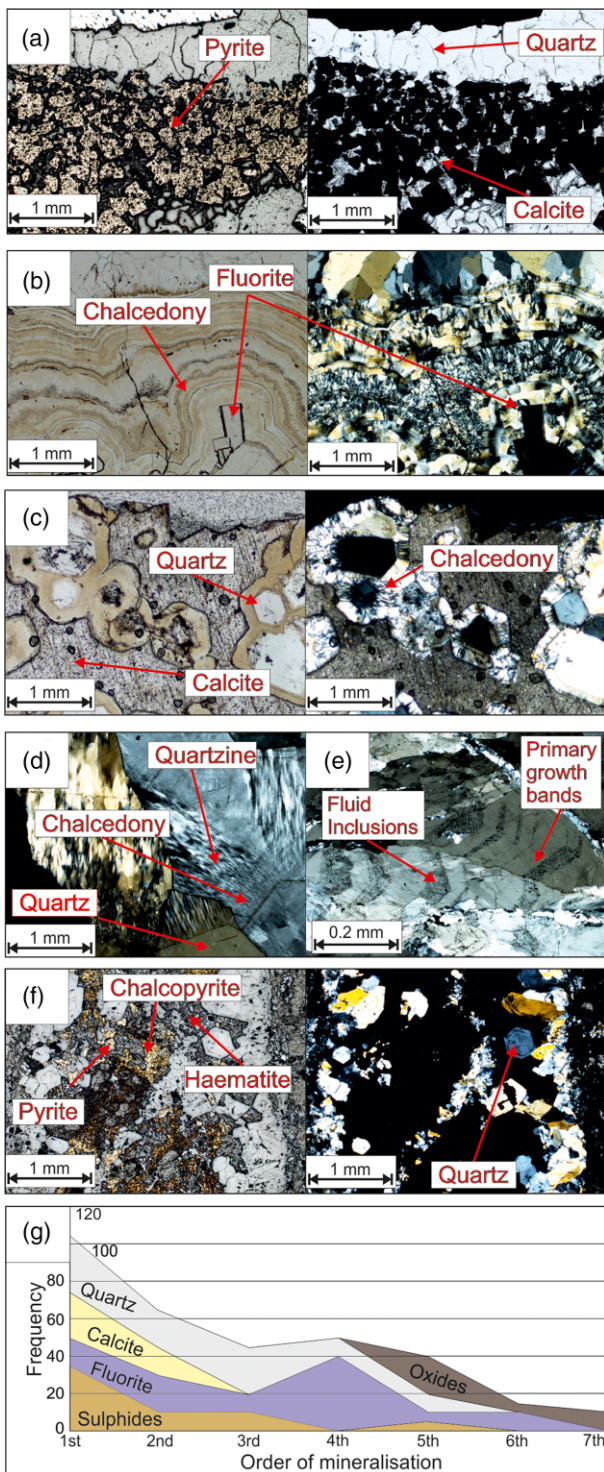 (a)
Pyrite
Quartz
Calcite
1 mm
1 mm
(b)
Fluorite
Chalcedony
1 mm
1 mm
(c)
Quartz
Chalcedony
Calcite
1 mm
1 mm
(d)
Quartzine
Chalcedony
Quartz
1 mm
(e)
Primary
growth
bands
Fluid
Inclusions
0.2 mm
(f)
Chalcopyrite
Haematite
Pyrite
Quartz
1 mm
1 mm
(g)
120
100
80
60
40
20
0
Frequency
Quartz
Calcite
Fluorite
Sulphides
Oxides
1st 2nd 3rd 4th 5th 6th 7th
Order of mineralisation